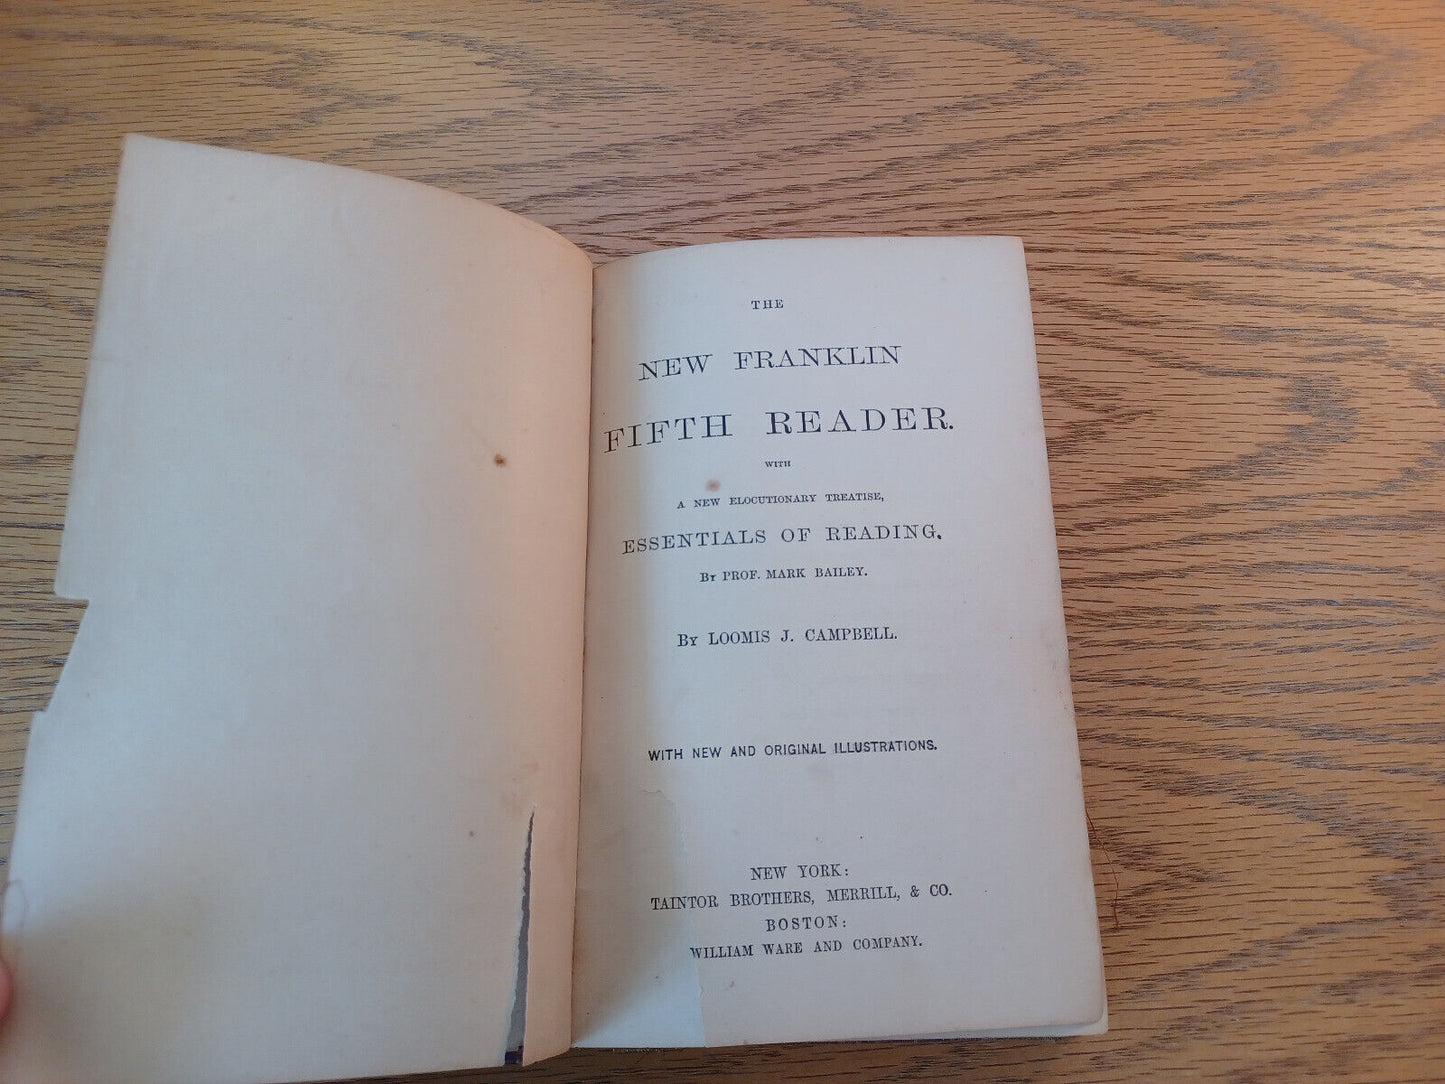 THE
NEW FRANKLIN
FIFTH READER.
WITH
A NEW ELOCUTIONARY TREATISE,
ESSENTIALS OF READING.
By PROF. MARK BAILEY.
By LOOMIS J. CAMPBELL.
WITH NEW AND ORIGINAL ILLUSTRATIONS.
NEW YORK:
TAINTOR BROTHERS, MERRILL, & CO.
BOSTON:
WILLIAM WARE AND COMPANY.